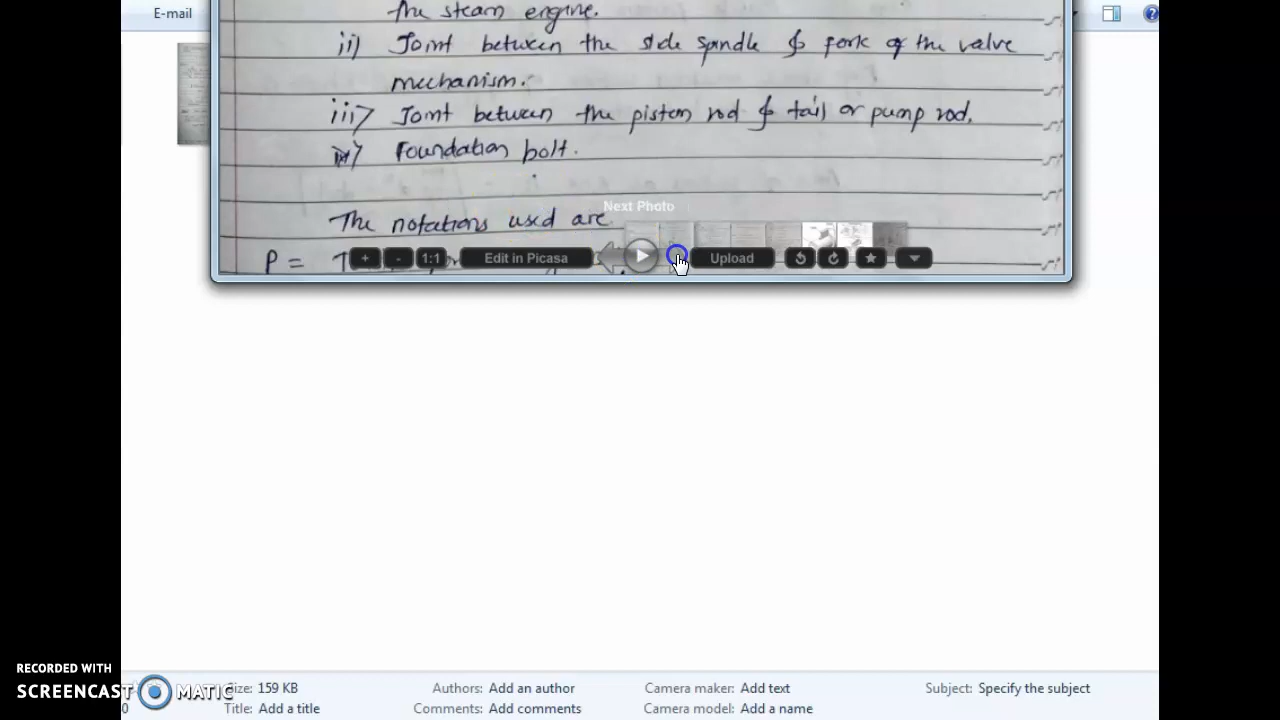 E-mail
the steam engine.
ii) Joint between the side spindle & fork of the valve
mechanism.
iii) Joint between the piston rod & tail or pump rod.
Foundation bolt.
The notations used are
Next Photo
P =
+ - 1:1 Edit in Picasa Upload
RECORDED WITH
SCREENCAST MATIC
Size: 159 KB Authors: Add an author Camera maker: Add text Subject: Specify the subject
0 Title: Add a title Comments: Add comments Camera model: Add a name